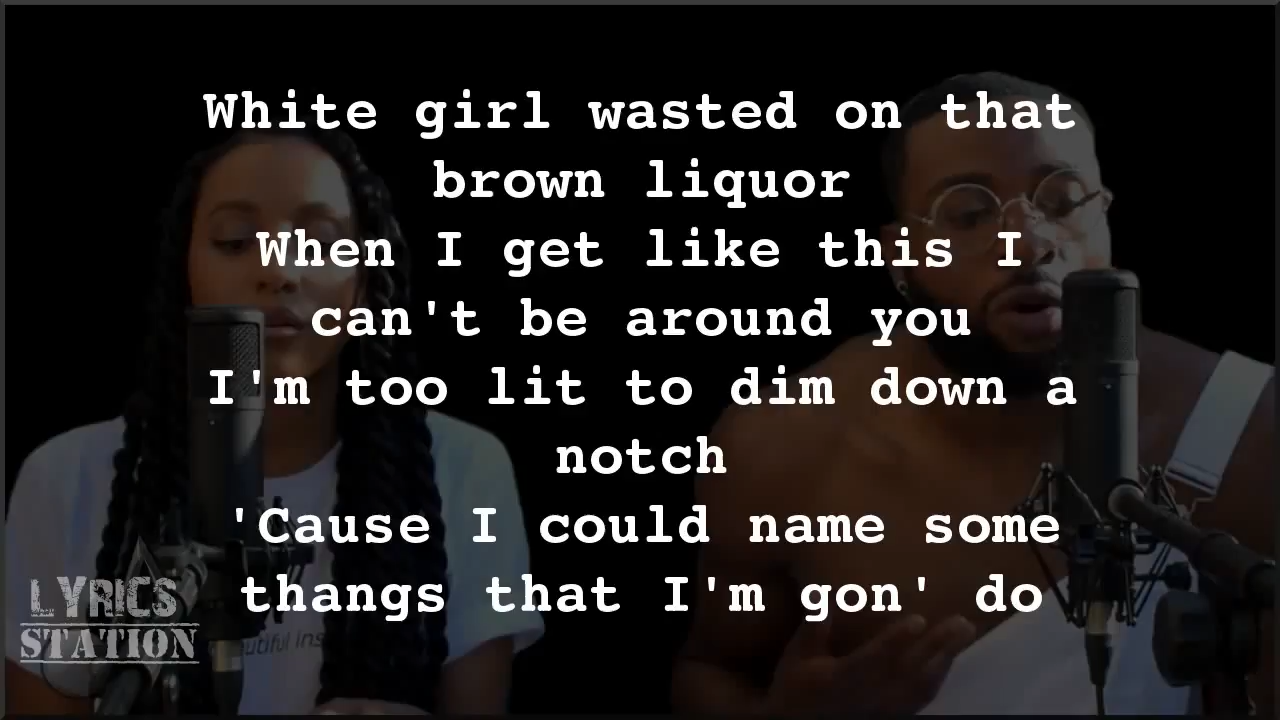 White girl wasted on that
brown liquor
When I get like this I
can't be around you
I'm too lit to dim down a
notch
'Cause I could name some
thangs that I'm gon' do
LYRICS
STATION